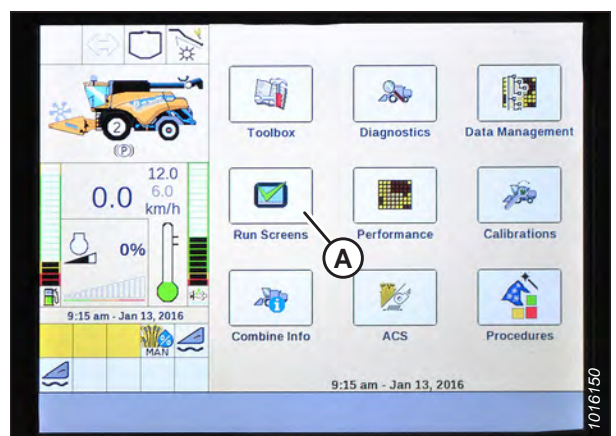 Toolbox
Diagnostics
Data Management
2
(P)
12.0
0.0
6.0
km/h
Run Screens
Performance
Calibrations
A
0%
9:15 am - Jan 13, 2016
MAN
%
Combine Info
ACS
Procedures
9:15 am - Jan 13, 2016
1016150